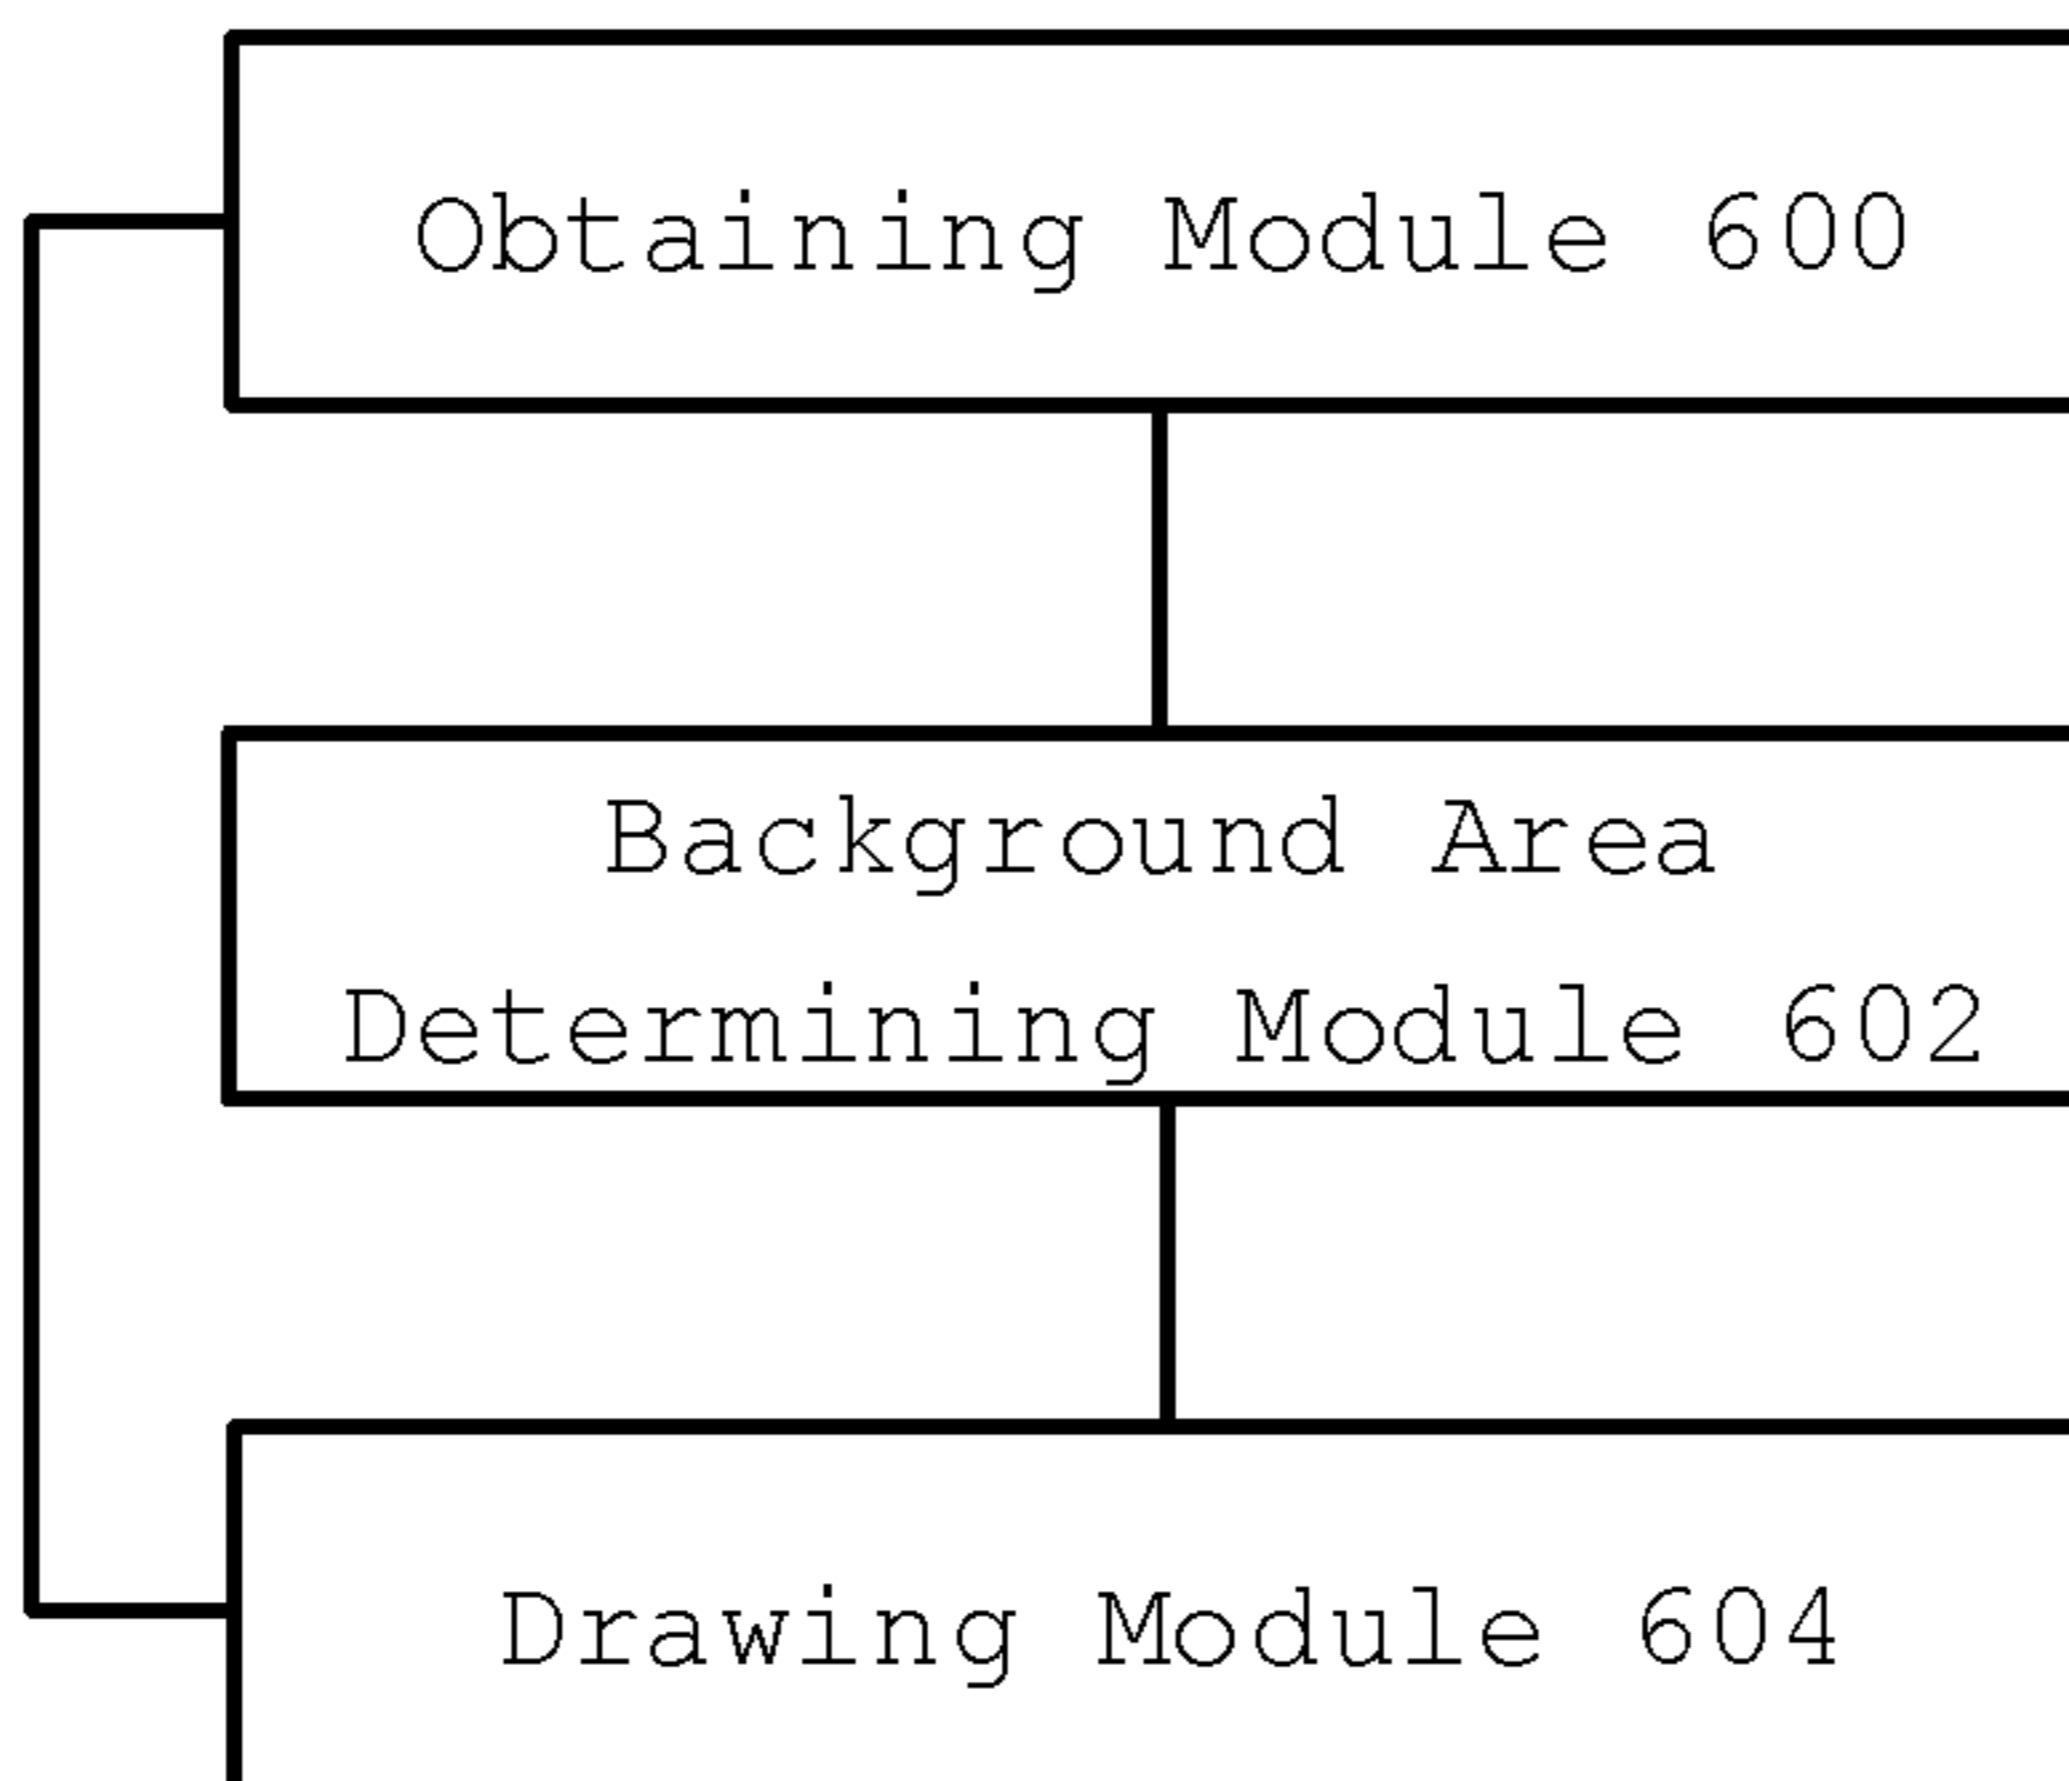 Obtaining Module 600
Background Area
Determining Module 602
Drawing Module 604